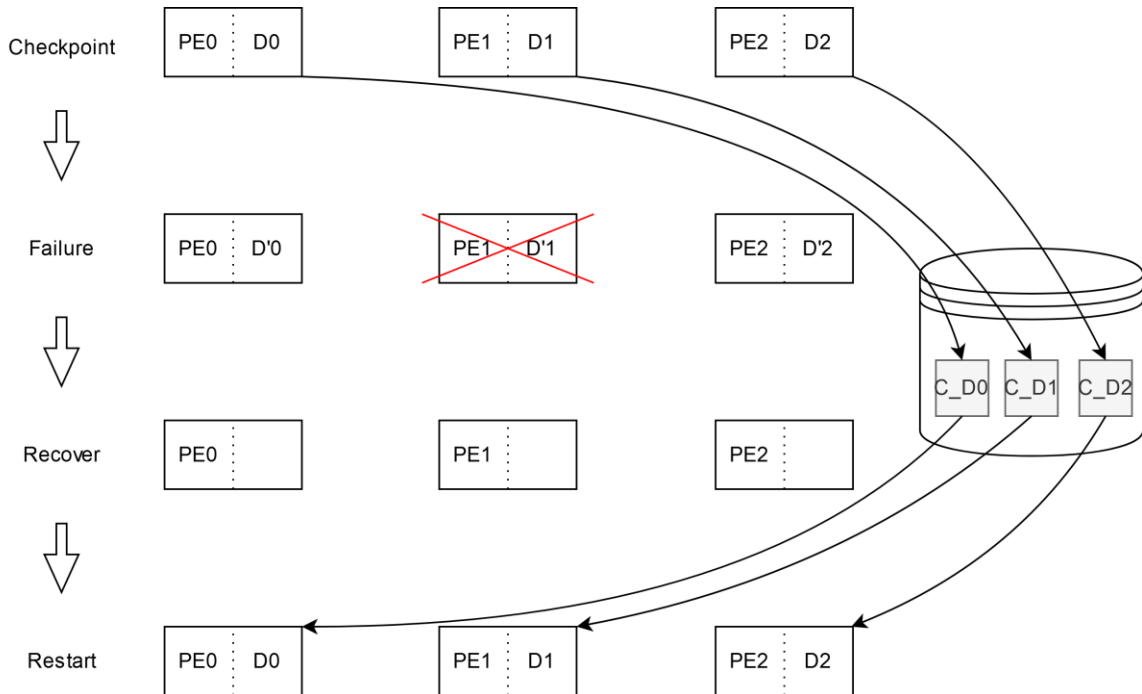 Checkpoint
PE0 D0
PE1 D1
PE2 D2
Failure
PE0 D'0
PE1 D'1
PE2 D'2
C_D0
C_D1
C_D2
Recover
PE0
PE1
PE2
Restart
PE0 D0
PE1 D1
PE2 D2